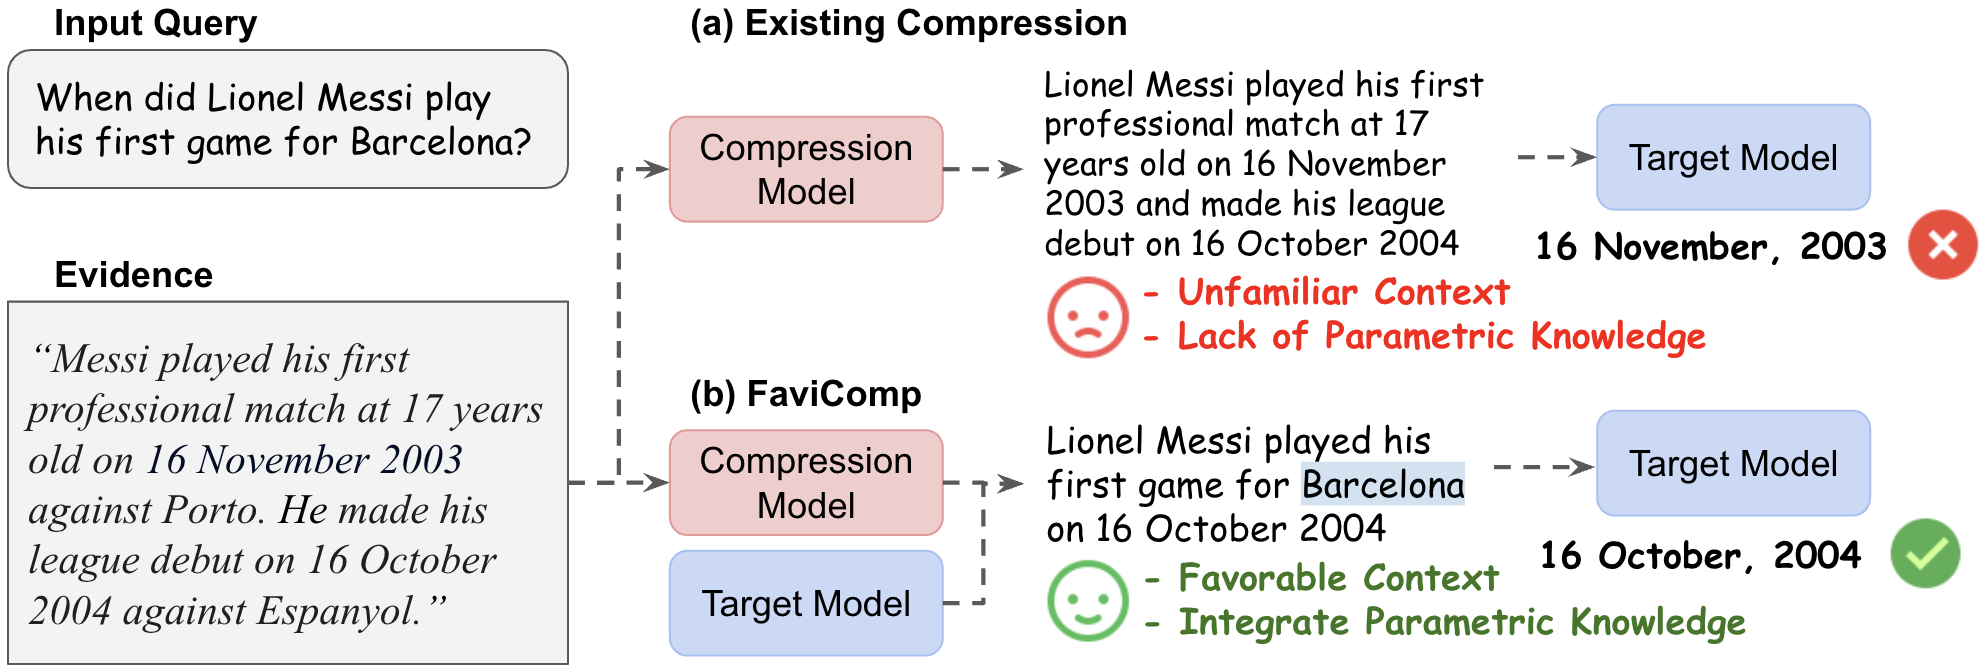 Input Query
When did Lionel Messi play
his first game for Barcelona?
Evidence
“Messi played his first
professional match at 17 years
old on 16 November 2003
against Porto. He made his
league debut on 16 October
2004 against Espanyol.”
(a) Existing Compression
Compression
Model
Lionel Messi played his first
professional match at 17
years old on 16 November
2003 and made his league
debut on 16 October 2004
- Unfamiliar Context
- Lack of Parametric Knowledge
Target Model
16 November, 2003
(b) FaviComp
Compression
Model
Target Model
Lionel Messi played his
first game for Barcelona
on 16 October 2004
- Favorable Context
- Integrate Parametric Knowledge
Target Model
16 October, 2004